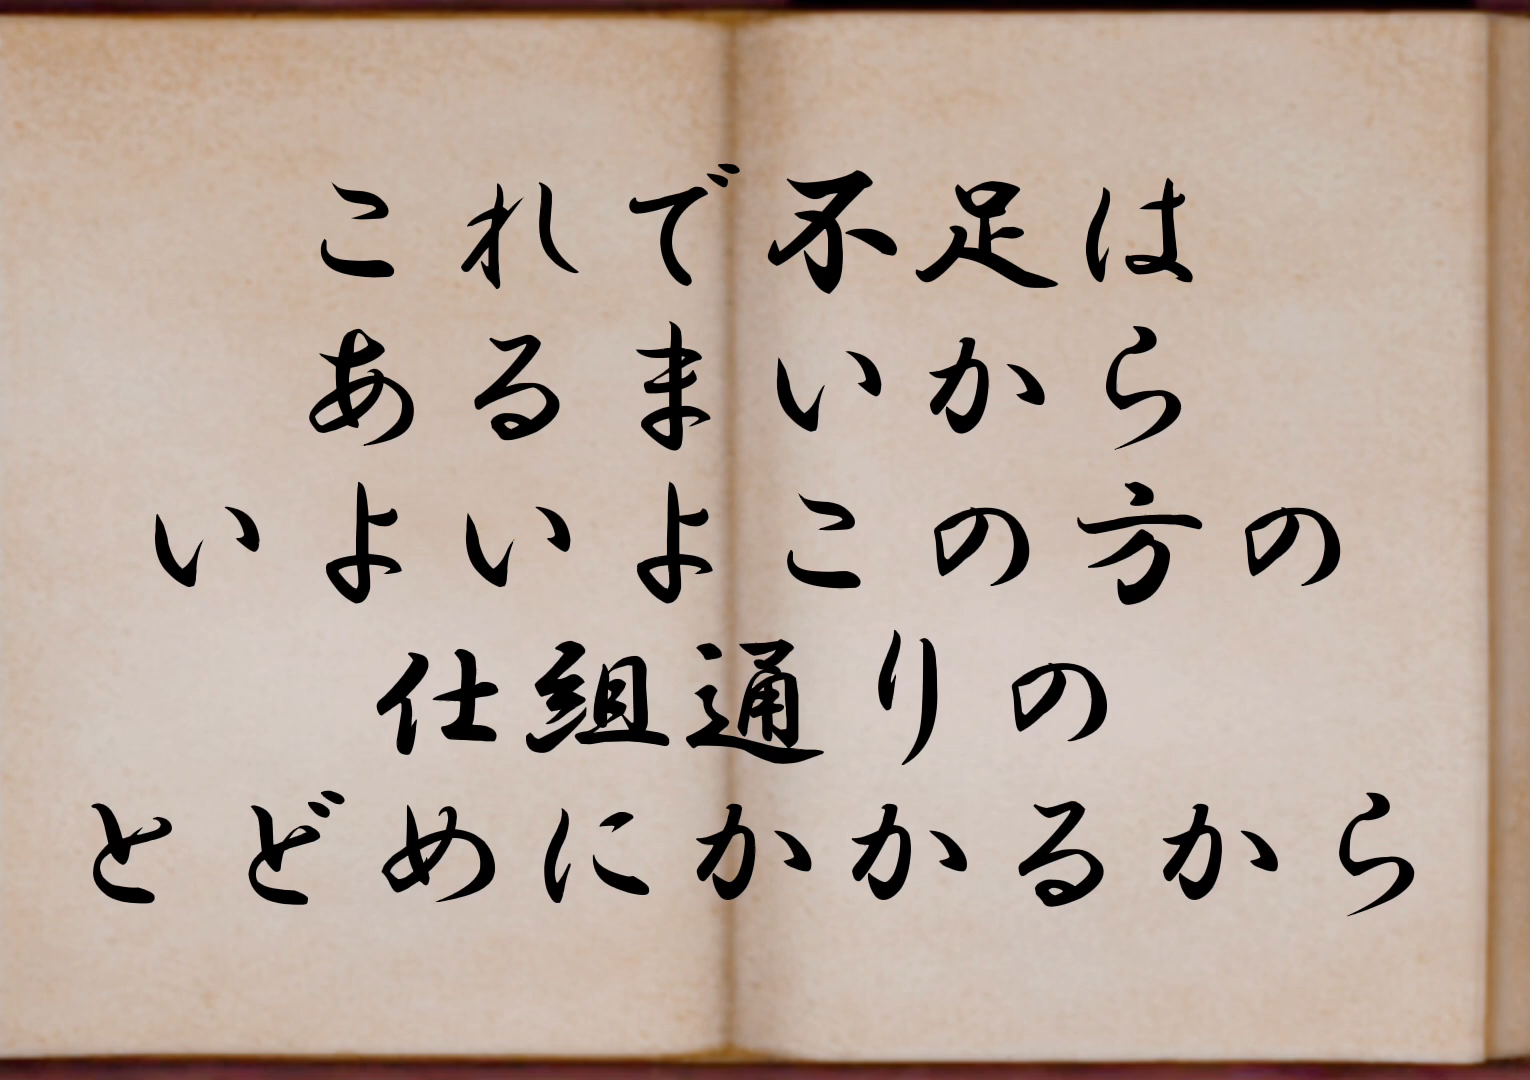 これで不足は
あるまいから
いよいよこの方の
仕組通りの
とどめにかかるから